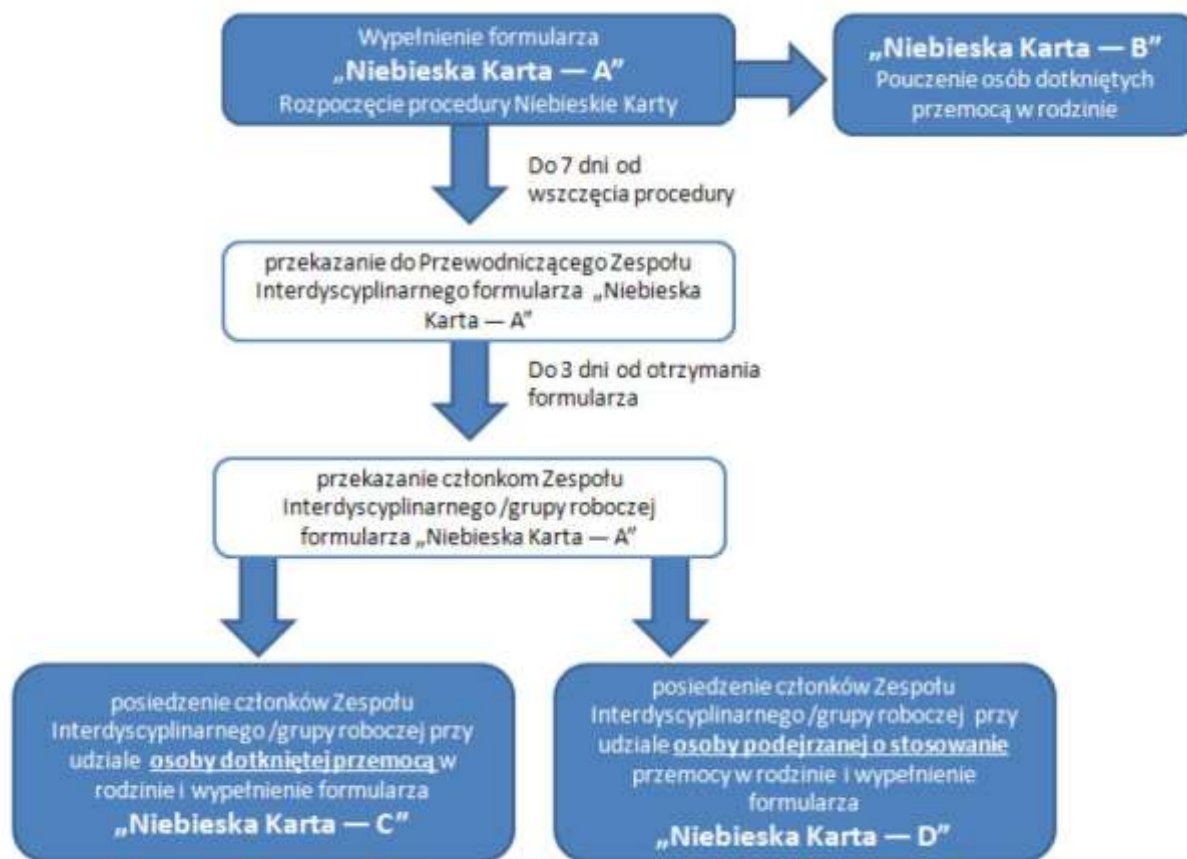 Wypełnienie formularza
„Niebieska Karta — A”
Rozpoczęcie procedury Niebieskie Karty
„Niebieska Karta — B”
Pouczenie osób dotkniętych
przemocą w rodzinie
Do 7 dni od
wszczęcia procedury
przekazanie do Przewodniczącego Zespołu
Interdyscyplinarnego formularza „Niebieska
Karta — A”
Do 3 dni od otrzymania
formularza
przekazanie członkom Zespołu
Interdyscyplinarnego /grupy roboczej
formularza „Niebieska Karta — A”
posiedzenie członków Zespołu
Interdyscyplinarnego /grupy roboczej przy
udziale osoby dotkniętej przemocą w
rodzinie i wypełnienie formularza
„Niebieska Karta — C”
posiedzenie członków Zespołu
Interdyscyplinarnego /grupy roboczej przy
udziale osoby podejrzanej o stosowanie
przemocy w rodzinie i wypełnienie
formularza
„Niebieska Karta — D”